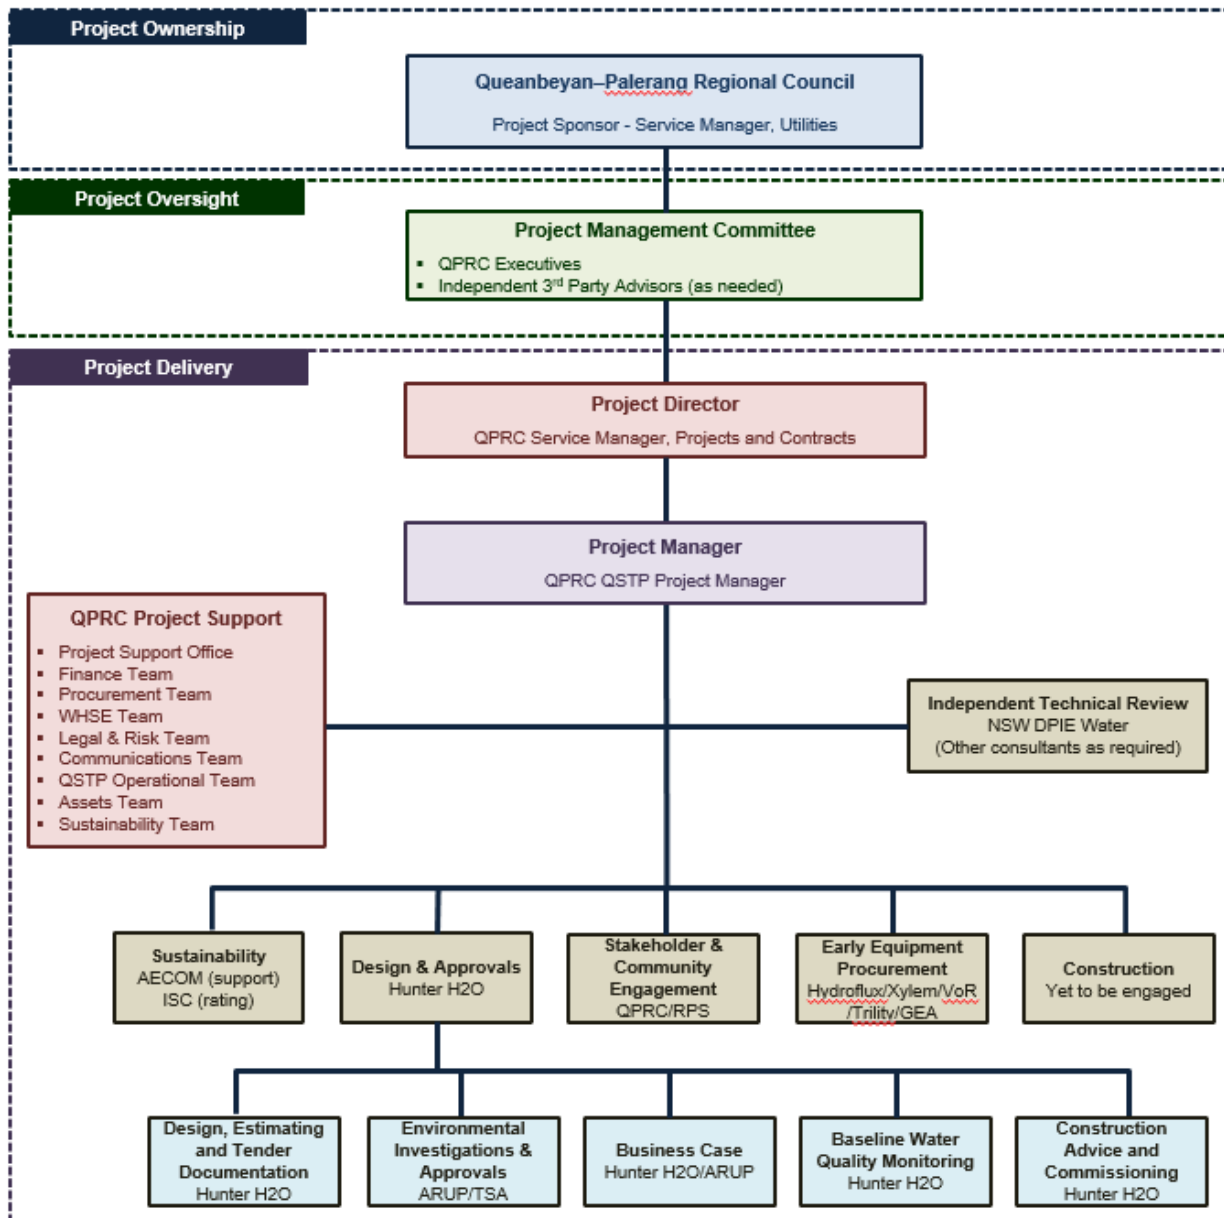 Project Ownership
Queanbeyan–Palerang Regional Council
Project Sponsor - Service Manager, Utilities
Project Oversight
Project Management Committee
▪ QPRC Executives
▪ Independent 3rd Party Advisors (as needed)
Project Delivery
Project Director
QPRC Service Manager, Projects and Contracts
Project Manager
QPRC QSTP Project Manager
QPRC Project Support
▪ Project Support Office
▪ Finance Team
▪ Procurement Team
▪ WHSE Team
▪ Legal & Risk Team
▪ Communications Team
▪ QSTP Operational Team
▪ Assets Team
▪ Sustainability Team
Independent Technical Review
NSW DPIE Water
(Other consultants as required)
Sustainability
AECOM (support)
ISC (rating)
Design & Approvals
Hunter H2O
Stakeholder &
Community
Engagement
QPRC/RPS
Early Equipment
Procurement
Hydroflux/Xylem/VoR
/Trility/GEA
Construction
Yet to be engaged
Design, Estimating
and Tender
Documentation
Hunter H2O
Environmental
Investigations &
Approvals
ARUP/TSA
Business Case
Hunter H2O/ARUP
Baseline Water
Quality Monitoring
Hunter H2O
Construction
Advice and
Commissioning
Hunter H2O